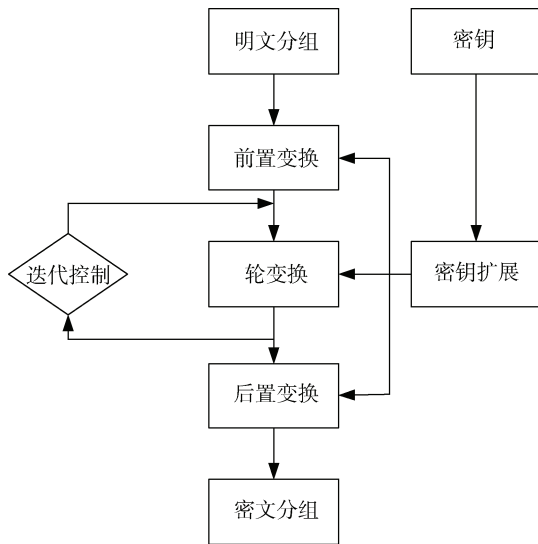 明文分组
密钥
前置变换
迭代控制
轮变换
密钥扩展
后置变换
密文分组